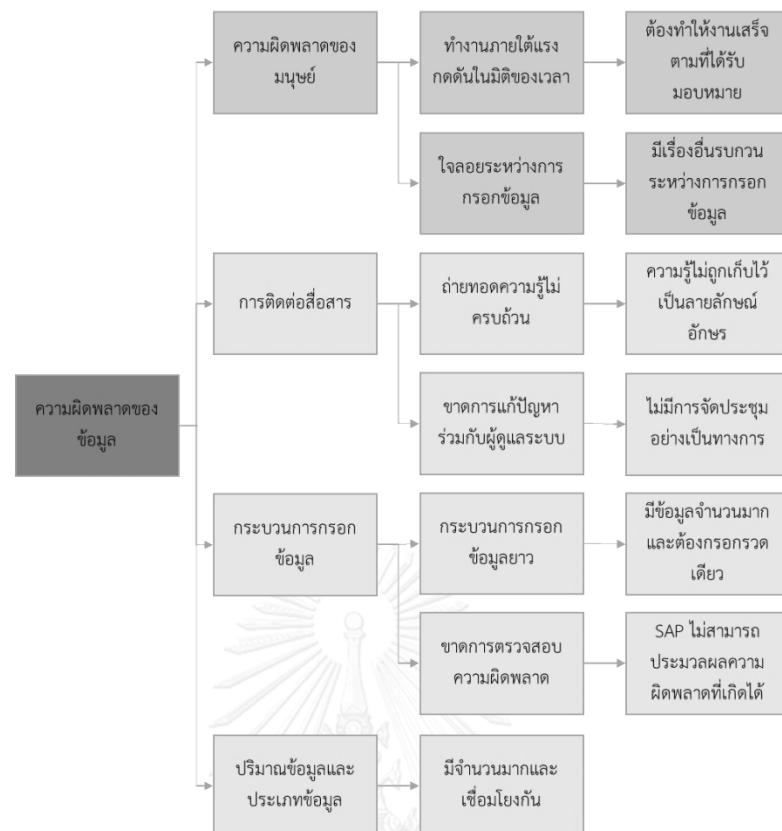 ความผิดพลาดของ
มนุษย์
ทำงานภายใต้แรง
กดดันในมิติของเวลา
ต้องทำให้งานเสร็จ
ตามที่ได้รับ
มอบหมาย
ใจลอยระหว่างการ
กรอกข้อมูล
มีเรื่องอื่นรบกวน
ระหว่างการกรอก
ข้อมูล
การติดต่อสื่อสาร
ถ่ายทอดความรู้ไม่
ครบถ้วน
ความรู้ไม่ถูกเก็บไว้
เป็นลายลักษณ์
อักษร
ความผิดพลาดของ
ข้อมูล
ขาดการแก้ปัญหา
ร่วมกับผู้ดูแลระบบ
ไม่มีการจัดประชุม
อย่างเป็นทางการ
กระบวนการกรอก
ข้อมูล
กระบวนการกรอก
ข้อมูลยาว
มีข้อมูลจำนวนมาก
และต้องกรอกรวด
เดียว
ขาดการตรวจสอบ
ความผิดพลาด
SAP ไม่สามารถ
ประมวลผลความ
ผิดพลาดที่เกิดได้
ปริมาณข้อมูลและ
ประเภทข้อมูล
มีจำนวนมากและ
เชื่อมโยงกัน